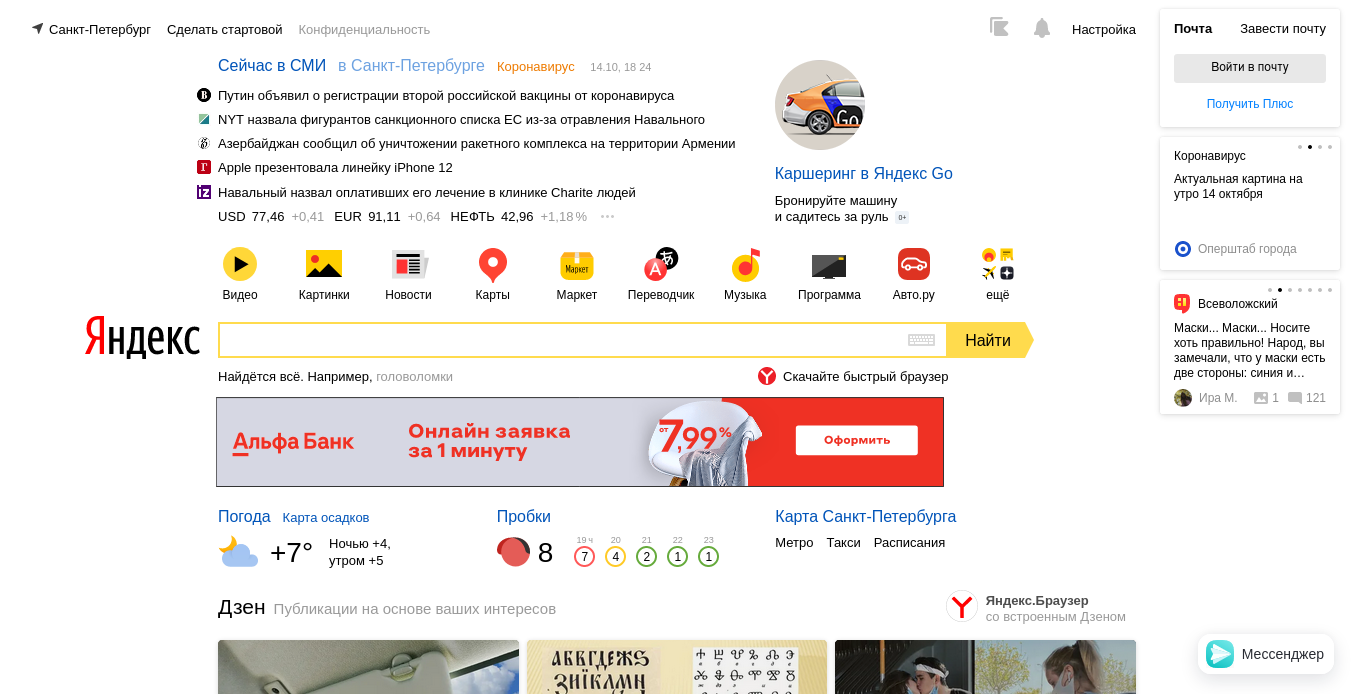 Санкт-Петербург Сделать стартовой Конфиденциальность Настройка
Сейчас в СМИ в Санкт-Петербурге Коронавирус 14.10, 18 24
Путин объявил о регистрации второй российской вакцины от коронавируса
NYT назвала фигурантов санкционного списка ЕС из-за отравления Навального
Азербайджан сообщил об уничтожении ракетного комплекса на территории Армении
Apple презентовала линейку iPhone 12
Навальный назвал оплативших его лечение в клинике Charite людей
USD 77,46 +0,41 EUR 91,11 +0,64 НЕФТЬ 42,96 +1,18 %
Go
Каршеринг в Яндекс Go
Бронируйте машину
и садитесь за руль 0+
Почта Завести почту
Войти в почту
Получить Плюс
Коронавирус
Актуальная картина на
утро 14 октября
Оперштаб города
Всеволожский
Маски... Маски... Носите
хоть правильно! Народ, вы
замечали, что у маски есть
две стороны: синия и…
Ира М. 1 121
Маркет
Видео Картинки Новости Карты Маркет Переводчик Музыка Программа Авто.ру ещё
Яндекс
Найти
Найдётся всё. Например, головоломки
Скачайте быстрый браузер
Альфа Банк
Онлайн заявка
за 1 минуту
от 7,99%
Оформить
Погода Карта осадков
+7° Ночью +4,
утром +5
Пробки
8
19 ч 20 21 22 23
7 4 2 1 1
Карта Санкт-Петербурга
Метро Такси Расписания
Дзен Публикации на основе ваших интересов
Яндекс.Браузер
со встроенным Дзеном
Мессенджер